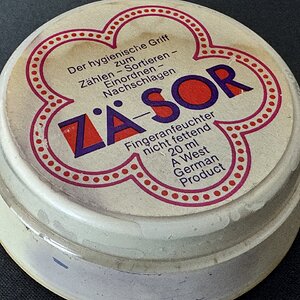 Der hygienische Griff
zum
Zählen – Sortieren –
Einordnen –
Nachschlagen
ZÄ-SOR
Fingeranfeuchter
nicht fettend
20 ml
A West
German
Product